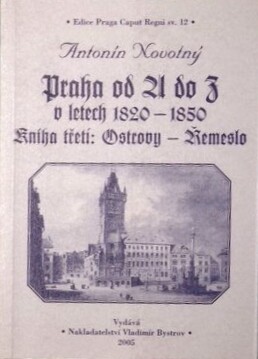 • Edice Praga Caput Regni sv. 12 •
Antonín Novotný
Praha od A do Z
v letech 1820 – 1850
Kniha třetí: Ostrovy – Řemeslo
Vydává
• Nakladatelství Vladimír Bystrov •
2005